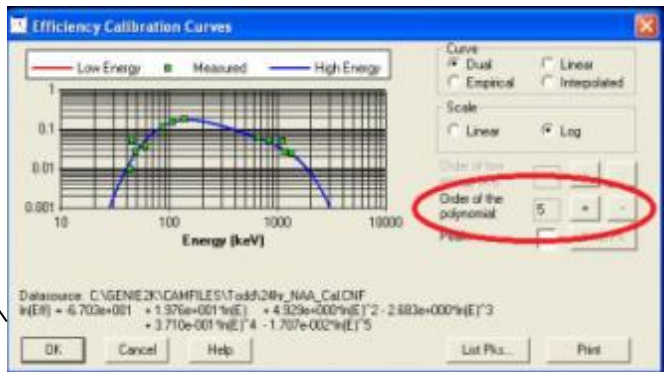 Efficiency Calibration Curves
Low Energy Measured High Energy
1
0.1
0.01
0.001
10 100 1000 10000
Energy (keV)
Curve
Dual Linear
Empirical Interpolated
Scale
Linear Log
Order of the
polynomial: 5 + -
Datasource: C:\GENIE2K\CAMFILES\Todd\24hr_NAA_Cal.CNF
ln(Eff) = -6.703e+001 + 1.976e+001*ln(E) + 4.929e+000*ln(E)^2 - 2.683e+000*ln(E)^3
+ 3.710e-001*ln(E)^4 -1.707e-002*ln(E)^5
OK Cancel Help List Pks... Print